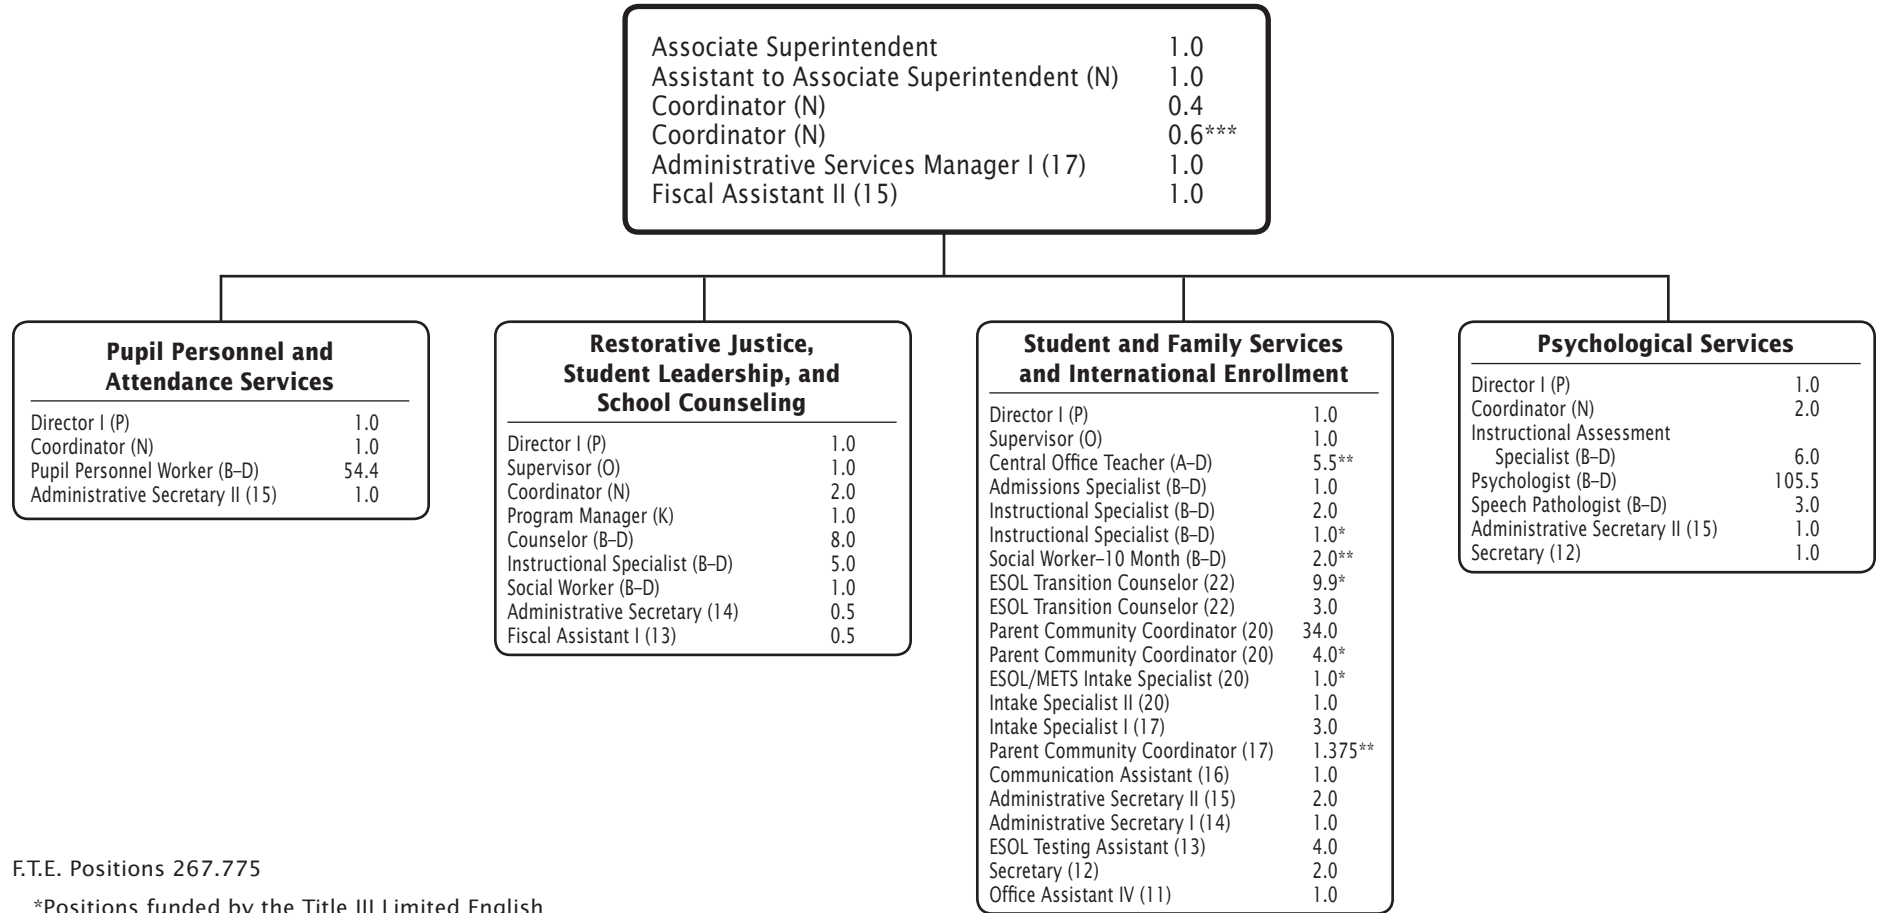 Associate Superintendent 1.0
Assistant to Associate Superintendent (N) 1.0
Coordinator (N) 0.4
Coordinator (N) 0.6***
Administrative Services Manager I (17) 1.0
Fiscal Assistant II (15) 1.0
Pupil Personnel and
Attendance Services
Director I (P) 1.0
Coordinator (N) 1.0
Pupil Personnel Worker (B–D) 54.4
Administrative Secretary II (15) 1.0
Restorative Justice,
Student Leadership, and
School Counseling
Director I (P) 1.0
Supervisor (O) 1.0
Coordinator (N) 2.0
Program Manager (K) 1.0
Counselor (B–D) 8.0
Instructional Specialist (B–D) 5.0
Social Worker (B–D) 1.0
Administrative Secretary (14) 0.5
Fiscal Assistant I (13) 0.5
Student and Family Services
and International Enrollment
Director I (P) 1.0
Supervisor (O) 1.0
Central Office Teacher (A–D) 5.5**
Admissions Specialist (B–D) 1.0
Instructional Specialist (B–D) 2.0
Instructional Specialist (B–D) 1.0*
Social Worker–10 Month (B–D) 2.0**
ESOL Transition Counselor (22) 9.9*
ESOL Transition Counselor (22) 3.0
Parent Community Coordinator (20) 34.0
Parent Community Coordinator (20) 4.0*
ESOL/METS Intake Specialist (20) 1.0*
Intake Specialist II (20) 1.0
Intake Specialist I (17) 3.0
Parent Community Coordinator (17) 1.375**
Communication Assistant (16) 1.0
Administrative Secretary II (15) 2.0
Administrative Secretary I (14) 1.0
ESOL Testing Assistant (13) 4.0
Secretary (12) 2.0
Office Assistant IV (11) 1.0
Psychological Services
Director I (P) 1.0
Coordinator (N) 2.0
Instructional Assessment
Specialist (B–D) 6.0
Psychologist (B–D) 105.5
Speech Pathologist (B–D) 3.0
Administrative Secretary II (15) 1.0
Secretary (12) 1.0
F.T.E. Positions 267.775
*Positions funded by the Title III Limited English